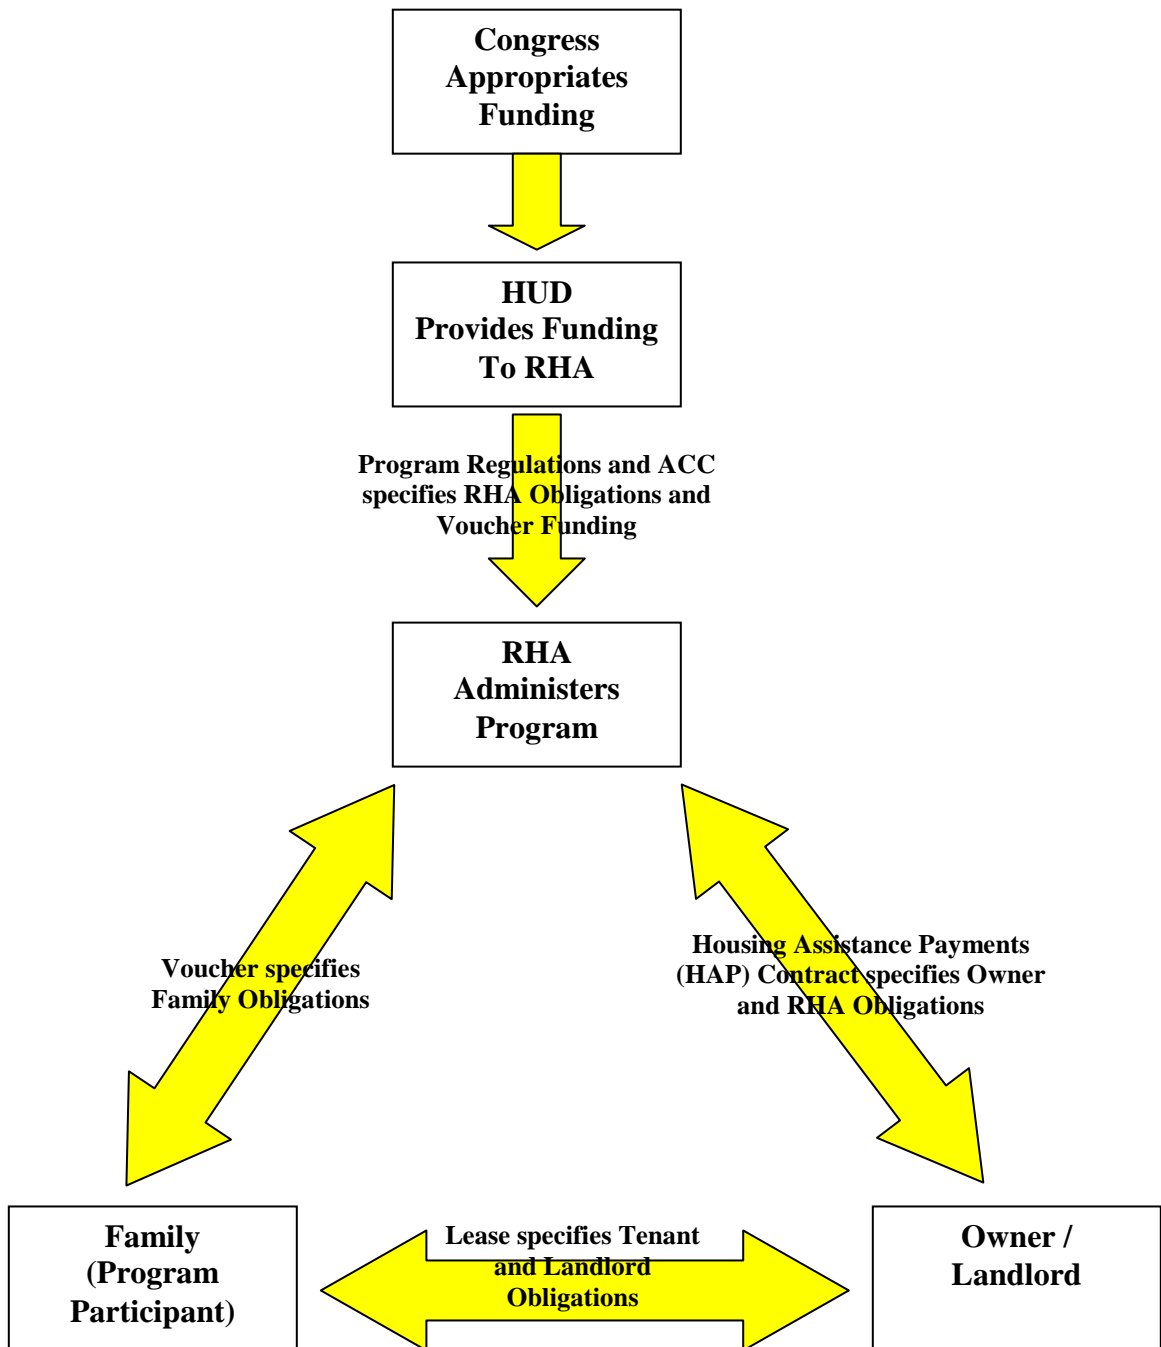 Congress
Appropriates
Funding
HUD
Provides Funding
To RHA
Program Regulations and ACC
specifies RHA Obligations and
Voucher Funding
RHA
Administers
Program
Voucher specifies
Family Obligations
Housing Assistance Payments
(HAP) Contract specifies Owner
and RHA Obligations
Family
(Program
Participant)
Lease specifies Tenant
and Landlord
Obligations
Owner /
Landlord